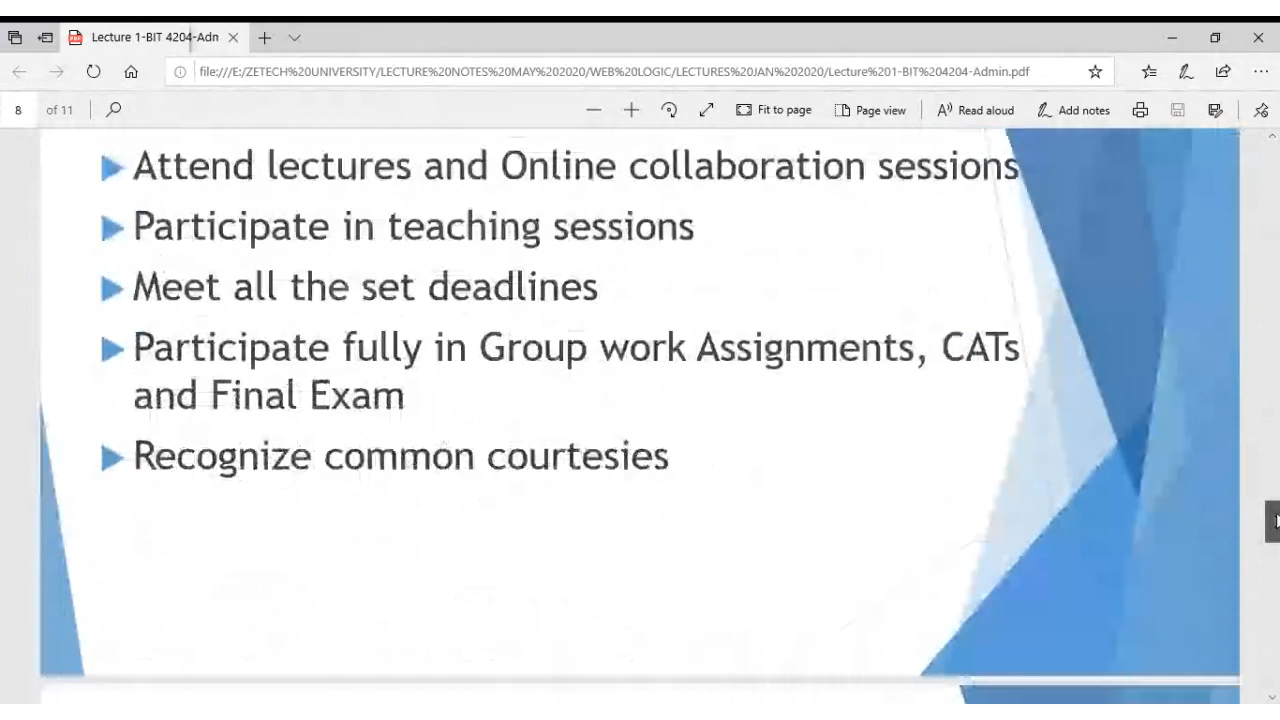 Lecture 1-BIT 4204-Adn
file:///E:/ZETECH%20UNIVERSITY/LECTURE%20NOTES%20MAY%202020/WEB%20LOGIC/LECTURES%20JAN%202020/Lecture%201-BIT%204204-Admin.pdf
8 of 11 Fit to page Page view Read aloud Add notes
Attend lectures and Online collaboration sessions
Participate in teaching sessions
Meet all the set deadlines
Participate fully in Group work Assignments, CATs
and Final Exam
Recognize common courtesies